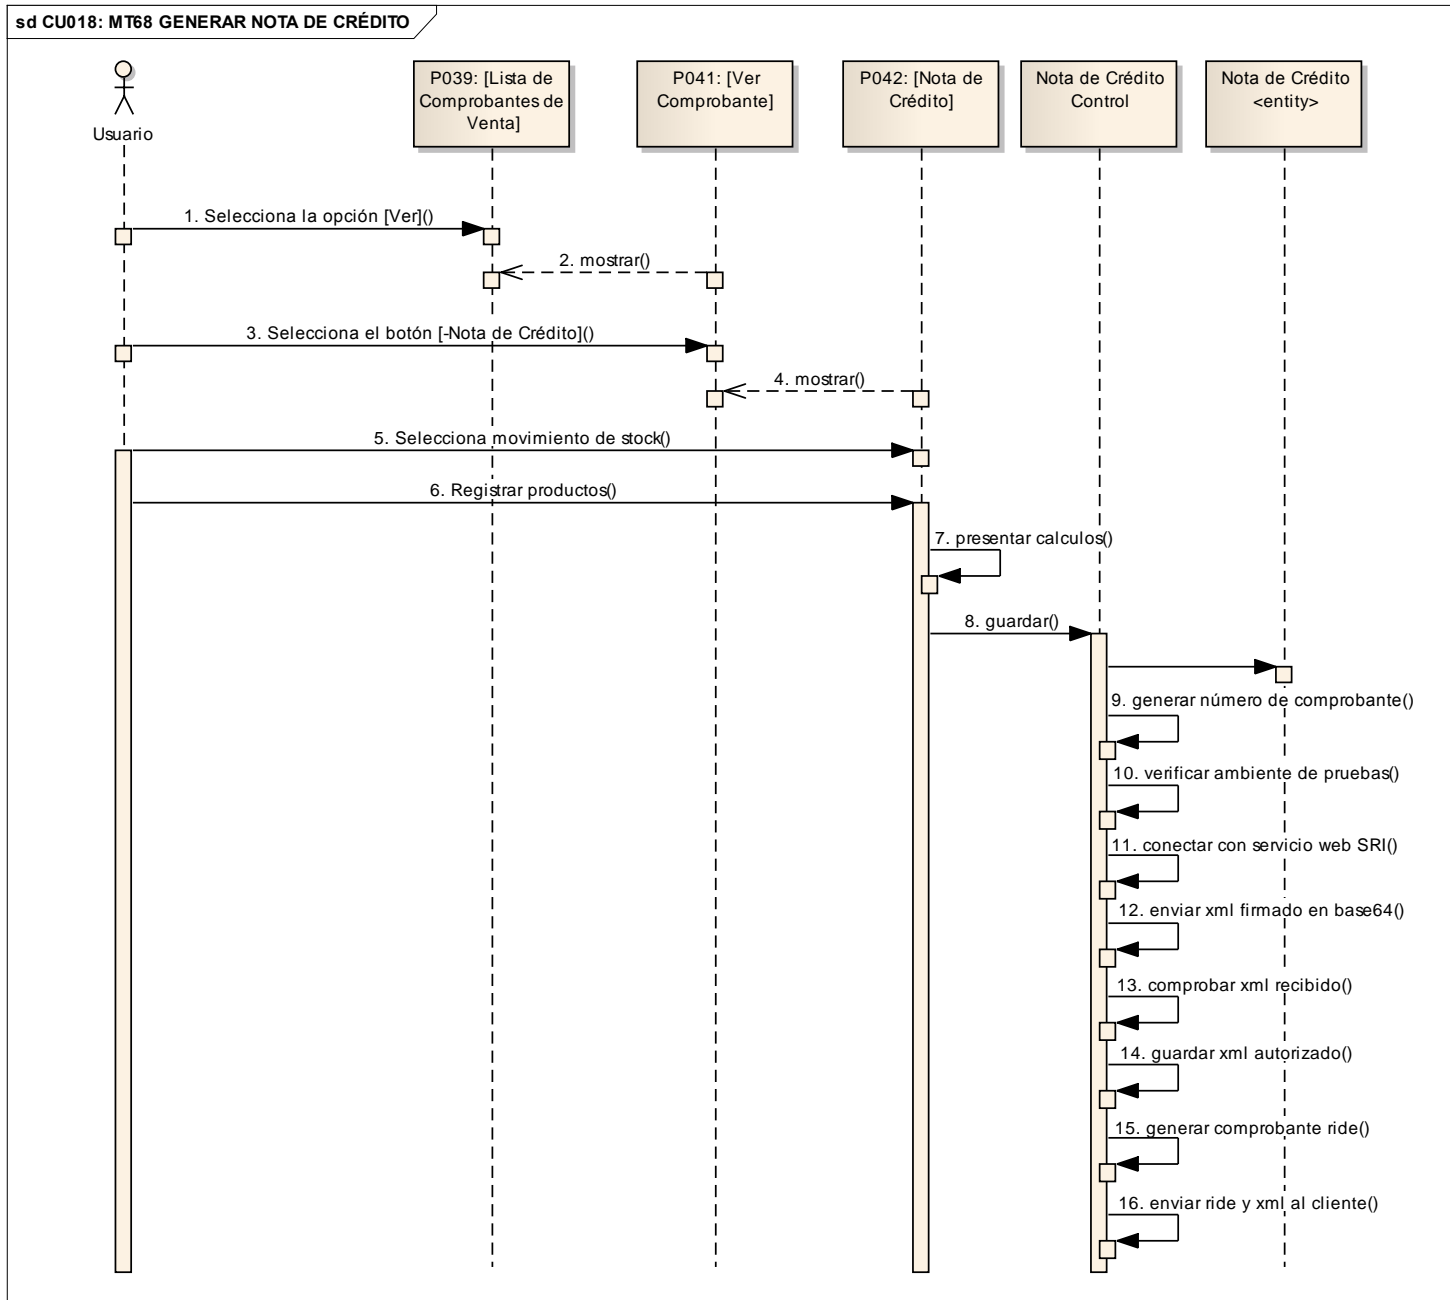 sd CU018: MT68 GENERAR NOTA DE CRÉDITO
Usuario
P039: [Lista de
Comprobantes de
Venta]
P041: [Ver
Comprobante]
P042: [Nota de
Crédito]
Nota de Crédito
Control
Nota de Crédito
<entity>
1. Selecciona la opción [Ver]()
2. mostrar()
3. Selecciona el botón [-Nota de Crédito]()
4. mostrar()
5. Selecciona movimiento de stock()
6. Registrar productos()
7. presentar calculos()
8. guardar()
9. generar número de comprobante()
10. verificar ambiente de pruebas()
11. conectar con servicio web SRI()
12. enviar xml firmado en base64()
13. comprobar xml recibido()
14. guardar xml autorizado()
15. generar comprobante ride()
16. enviar ride y xml al cliente()